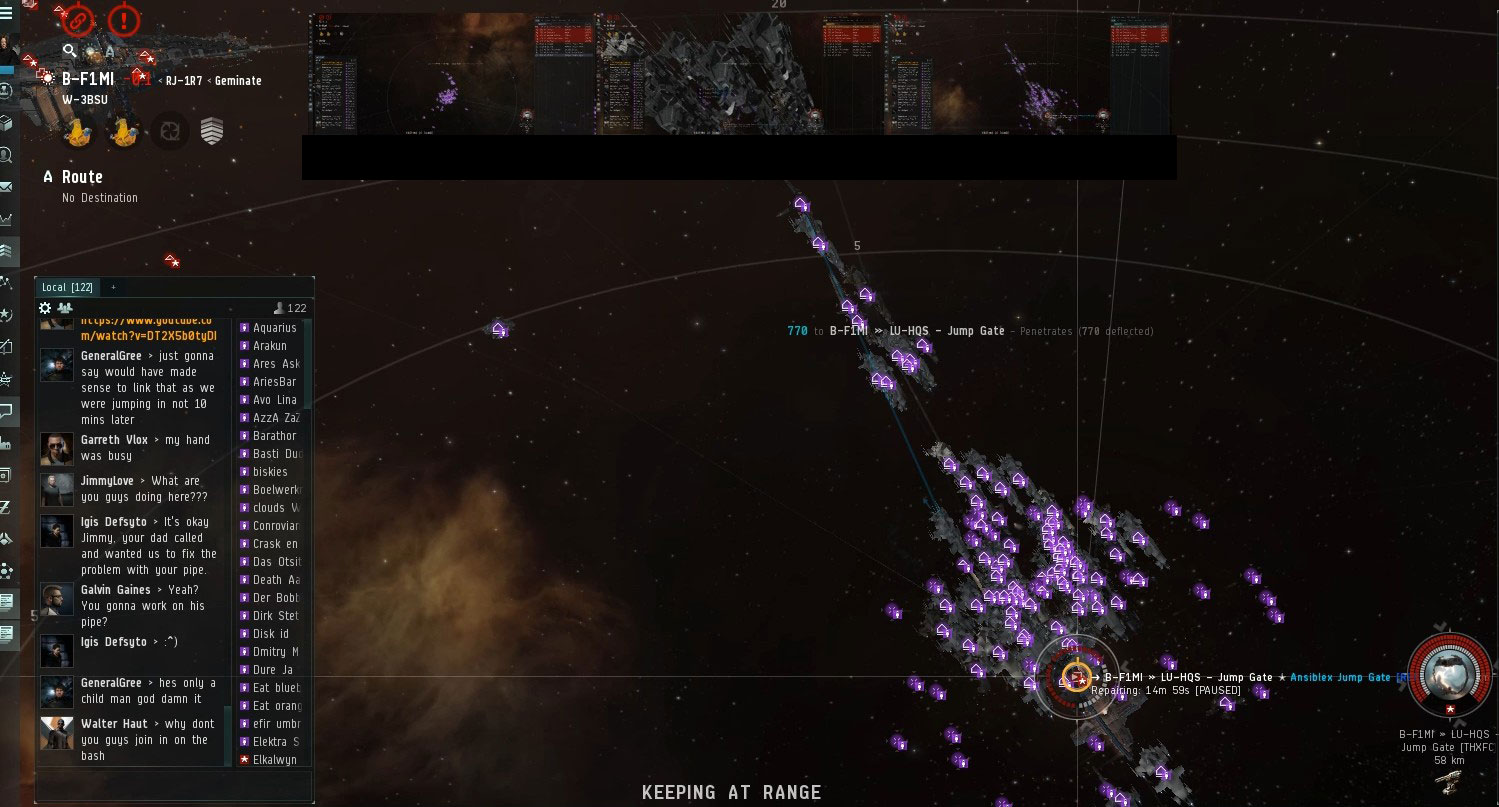 20
A
B-F1MI
< RJ-1R7 < Geminate
W-3BSU
A Route
No Destination
Local [122] +
122
https://www.youtube.co
m/watch?v=DT2X5b0tyDI
GeneralGree > just gonna
say would have made
sense to link that as we
were jumping in not 10
mins later
Garreth Vlox > my hand
was busy
JimmyLove > What are
you guys doing here???
Igis Defsyto > It's okay
Jimmy, your dad called
and wanted us to fix the
problem with your pipe.
Galvin Gaines > Yeah?
You gonna work on his
pipe?
Igis Defsyto > :^)
GeneralGree > hes only a
child man god damn it
Walter Haut > why dont
you guys join in on the
bash
Aquarius
Arakun
Ares Ask
AriesBar
Avo Lina
AzzA ZaZ
Barathor
Basti Du
biskies
Boelwerk
clouds
Conrovia
Crask en
Das Otsit
Death Aa
Der Bobb
Dirk Stet
Disk id
Dmitry M
Dure Ja
Eat blueb
Eat orang
efir umbr
Elektra S
Elkalwyn
5
5
770 to B-F1MI » LU-HQS - Jump Gate - Penetrates (770 deflected)
B-F1MI » LU-HQS - Jump Gate ★ Ansiblex Jump Gate
Repairing: 14m 59s [PAUSED]
B-F1MI » LU-HQS -
Jump Gate [THXFC
58 km
KEEPING AT RANGE